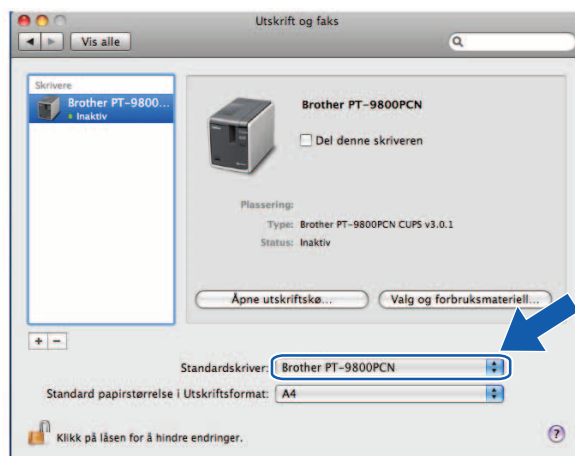 Utskrift og faks
Vis alle
Skrivere
Brother PT-9800...
Inaktiv
Brother PT-9800PCN
Del denne skriveren
Plassering:
Type: Brother PT-9800PCN CUPS v3.0.1
Status: Inaktiv
Åpne utskriftskø...
Valg og forbruksmateriell...
+ −
Standardskriver: Brother PT-9800PCN
Standard papirstørrelse i Utskriftsformat: A4
Klikk på låsen for å hindre endringer.
?